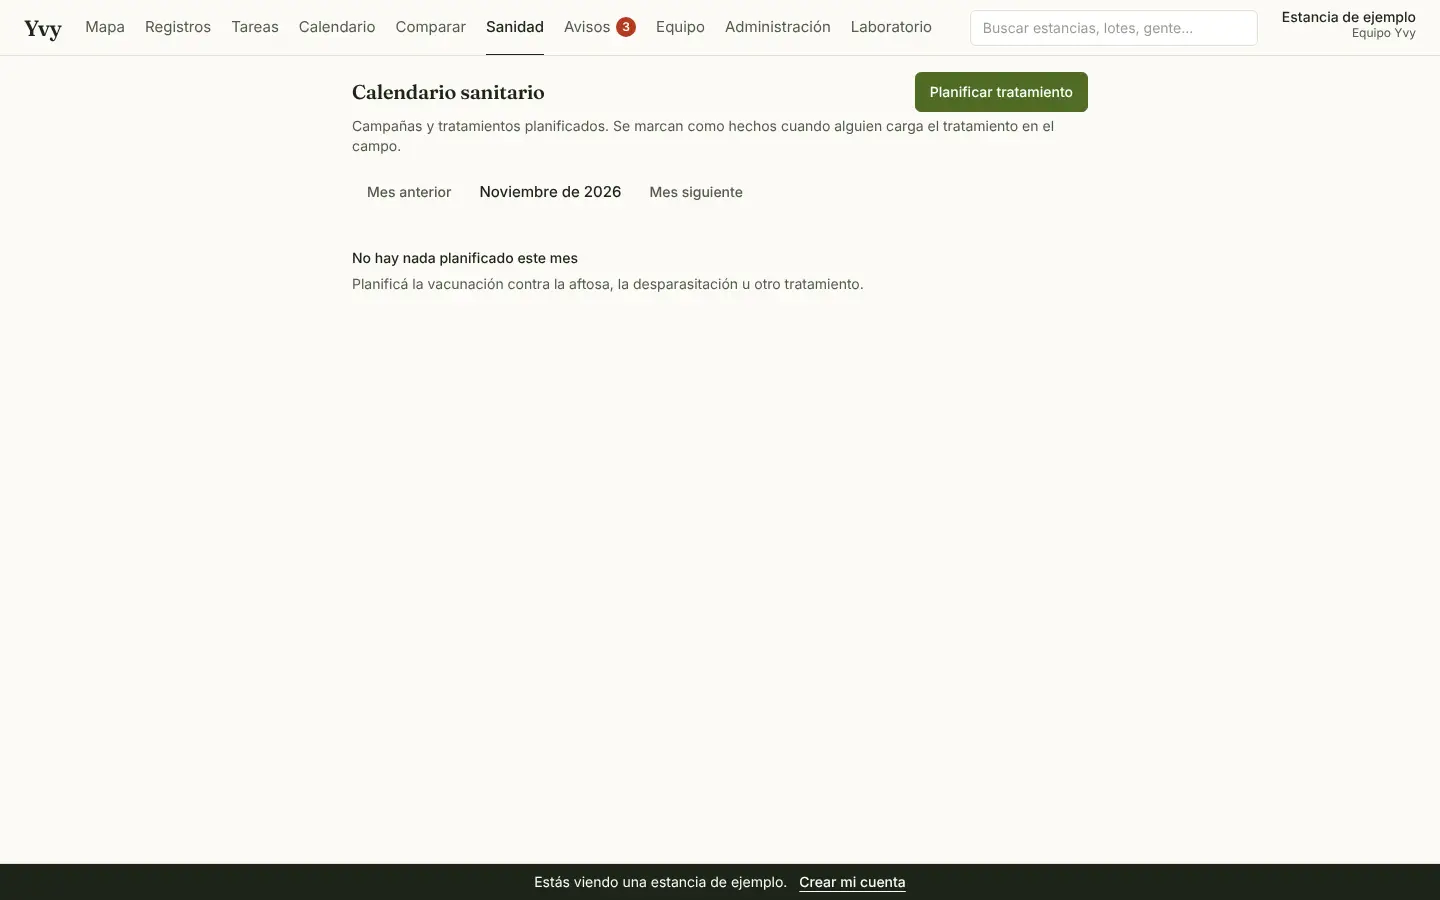 Yvy
Mapa
Registros
Tareas
Calendario
Comparar
Sanidad
Avisos 3
Equipo
Administración
Laboratorio
Buscar estancias, lotes, gente...
Estancia de ejemplo
Equipo Yvy
Calendario sanitario
Planificar tratamiento
Campañas y tratamientos planificados. Se marcan como hechos cuando alguien carga el tratamiento en el
campo.
Mes anterior
Noviembre de 2026
Mes siguiente
No hay nada planificado este mes
Planificá la vacunación contra la aftosa, la desparasitación u otro tratamiento.
Estás viendo una estancia de ejemplo. Crear mi cuenta